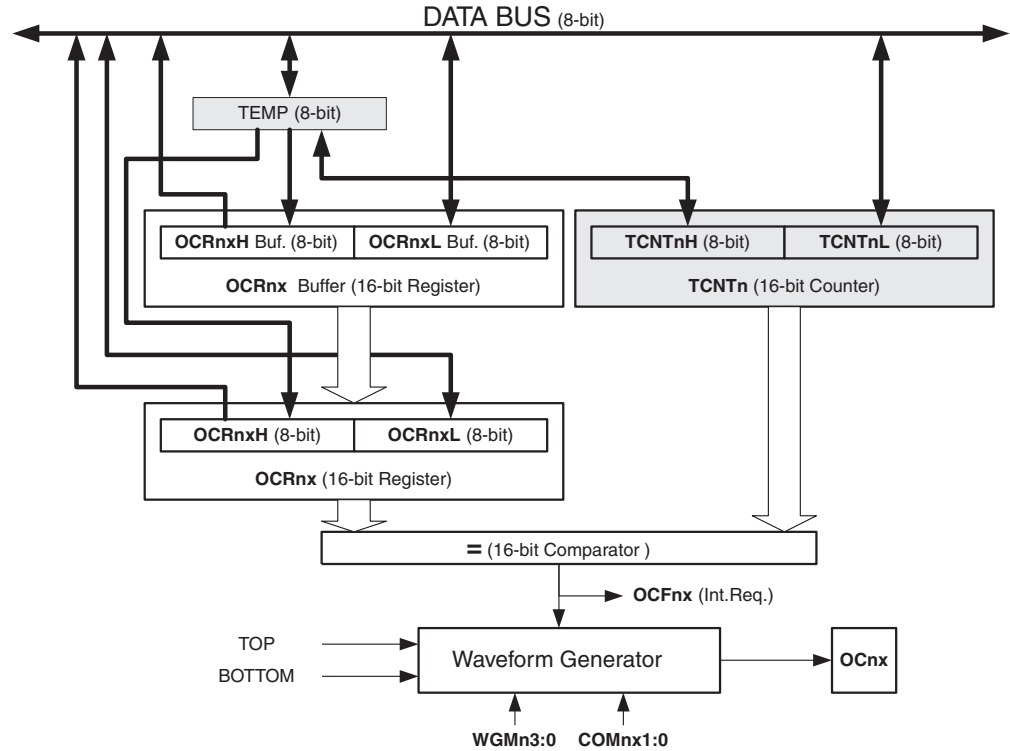 DATA BUS (8-bit)
TEMP (8-bit)
OCRnxH Buf. (8-bit) OCRnxL Buf. (8-bit)
OCRnx Buffer (16-bit Register)
TCNTnH (8-bit) TCNTnL (8-bit)
TCNTn (16-bit Counter)
OCRnxH (8-bit) OCRnxL (8-bit)
OCRnx (16-bit Register)
= (16-bit Comparator )
OCFnx (Int.Req.)
TOP
BOTTOM
Waveform Generator
OCnx
WGMn3:0 COMnx1:0